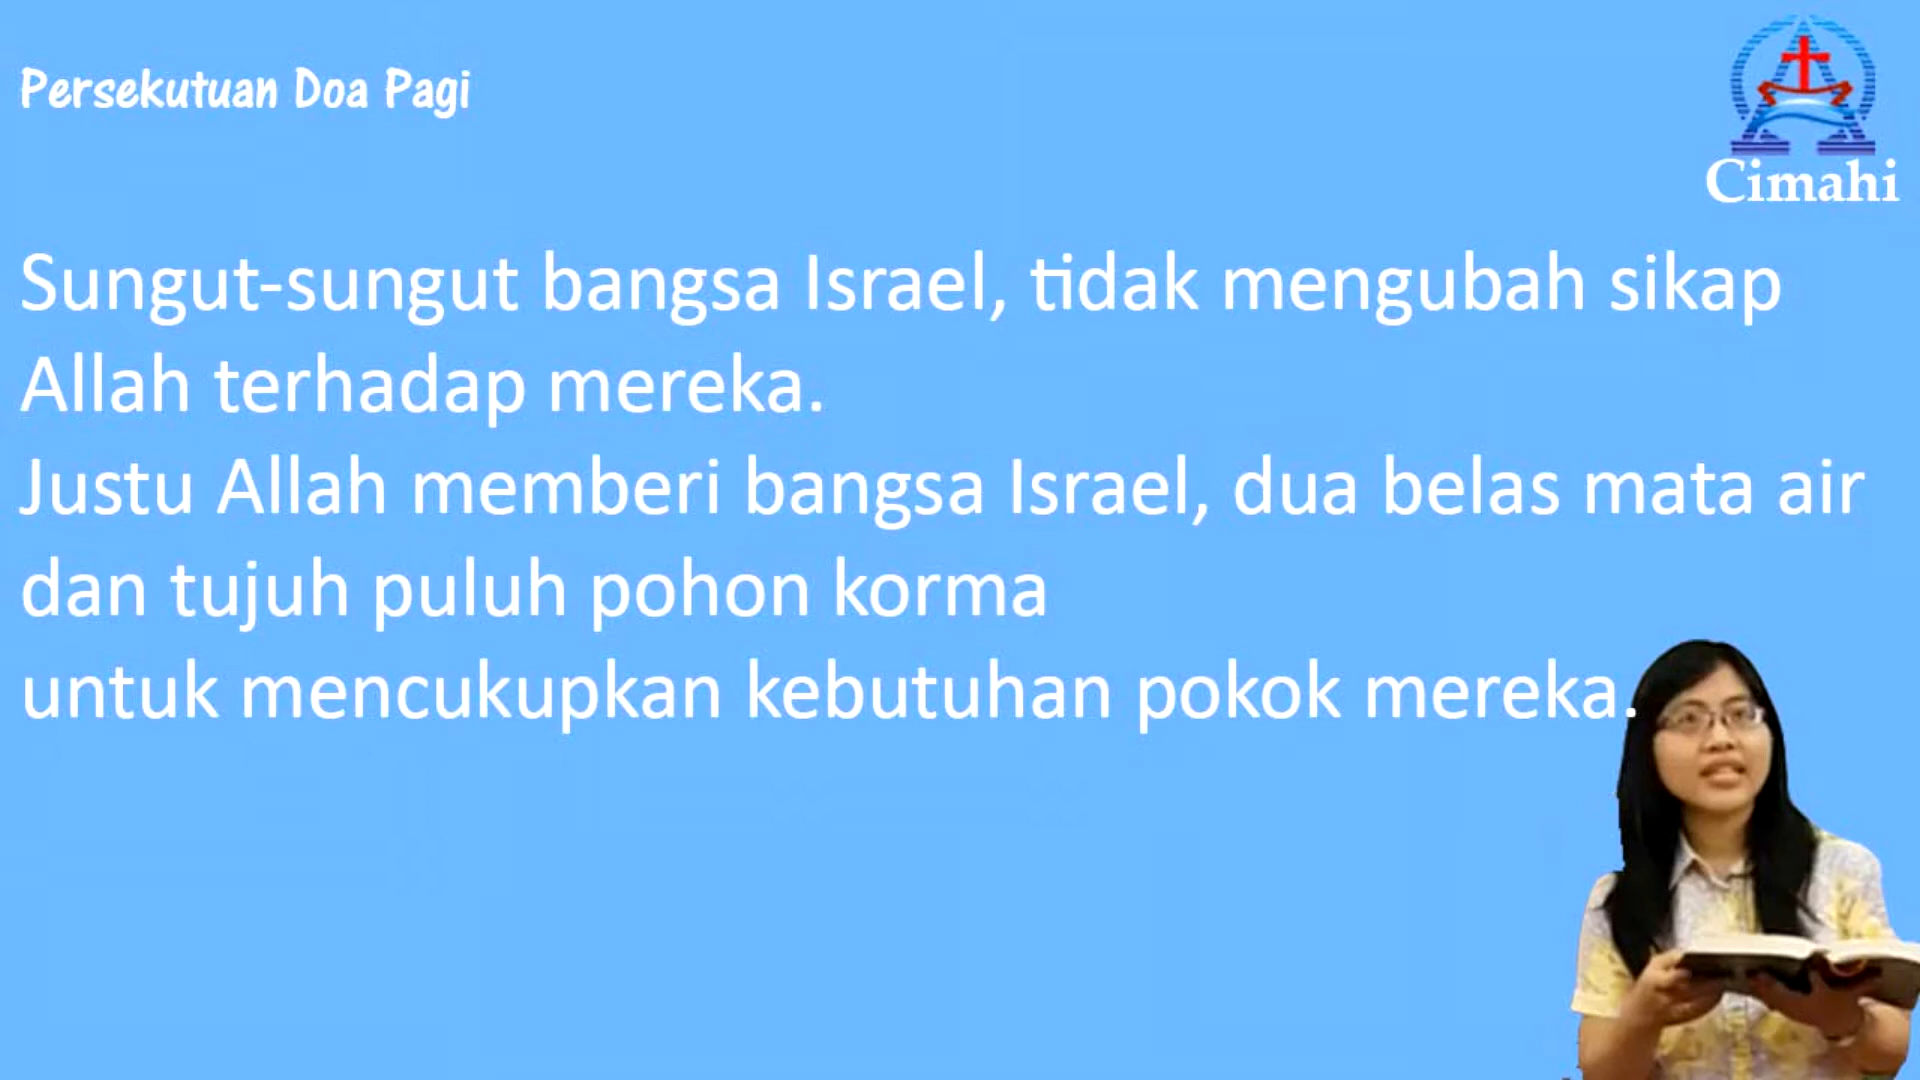 Persekutuan Doa Pagi
Cimahi
Sungut-sungut bangsa Israel, tidak mengubah sikap
Allah terhadap mereka.
Justu Allah memberi bangsa Israel, dua belas mata air
dan tujuh puluh pohon korma
untuk mencukupkan kebutuhan pokok mereka.